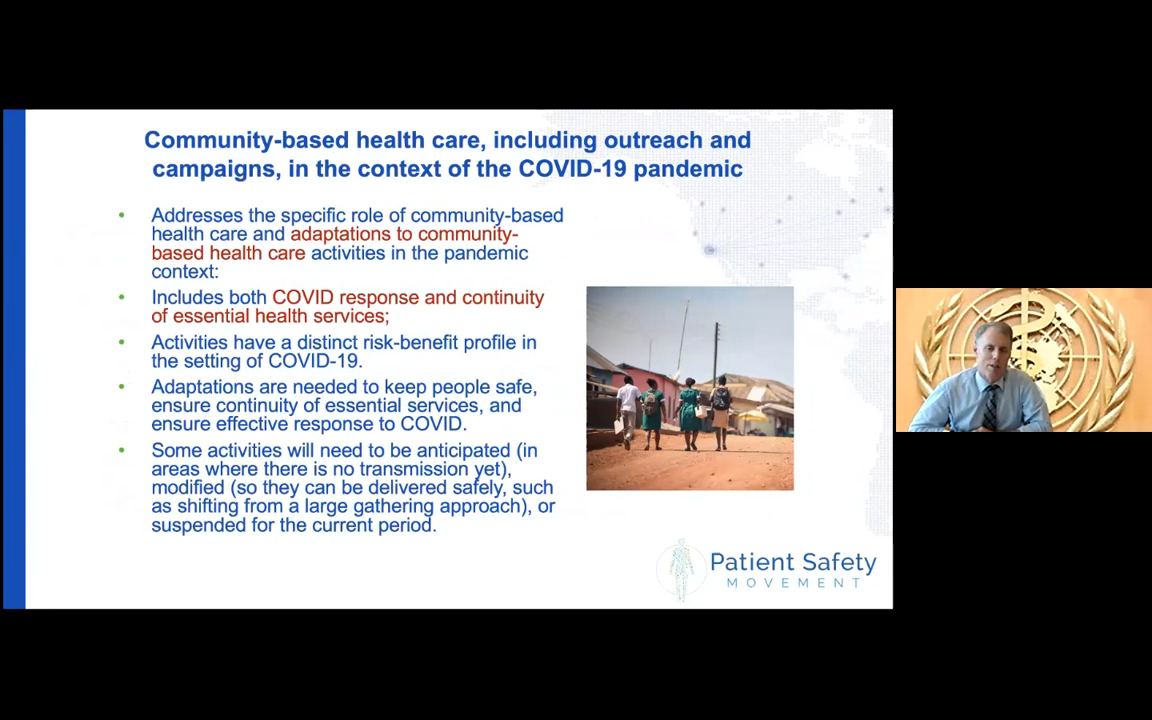 Community-based health care, including outreach and
campaigns, in the context of the COVID-19 pandemic
• Addresses the specific role of community-based
health care and adaptations to community-
based health care activities in the pandemic
context:
• Includes both COVID response and continuity
of essential health services;
• Activities have a distinct risk-benefit profile in
the setting of COVID-19.
• Adaptations are needed to keep people safe,
ensure continuity of essential services, and
ensure effective response to COVID.
• Some activities will need to be anticipated (in
areas where there is no transmission yet),
modified (so they can be delivered safely, such
as shifting from a large gathering approach), or
suspended for the current period.
Patient Safety
MOVEMENT